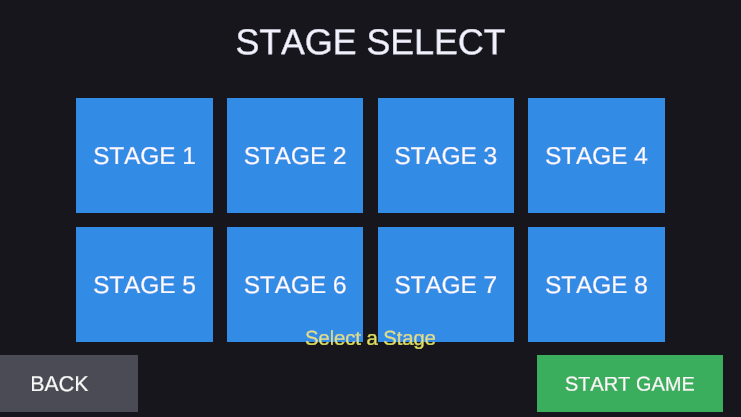 STAGE SELECT
STAGE 1
STAGE 2
STAGE 3
STAGE 4
STAGE 5
STAGE 6
STAGE 7
STAGE 8
Select a Stage
BACK
START GAME